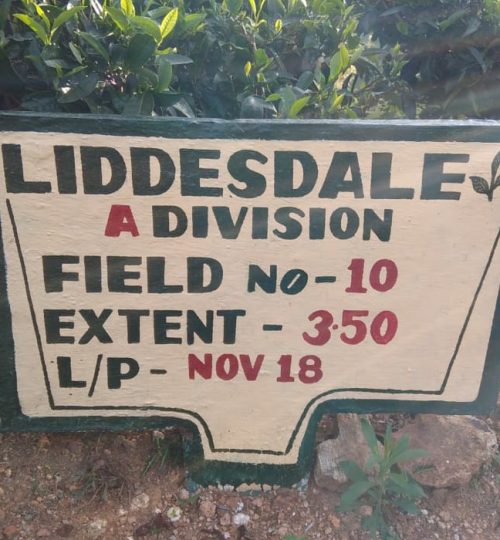 LIDDESDALE
A DIVISION
FIELD No - 10
EXTENT - 3.50
L/P - NOV 18